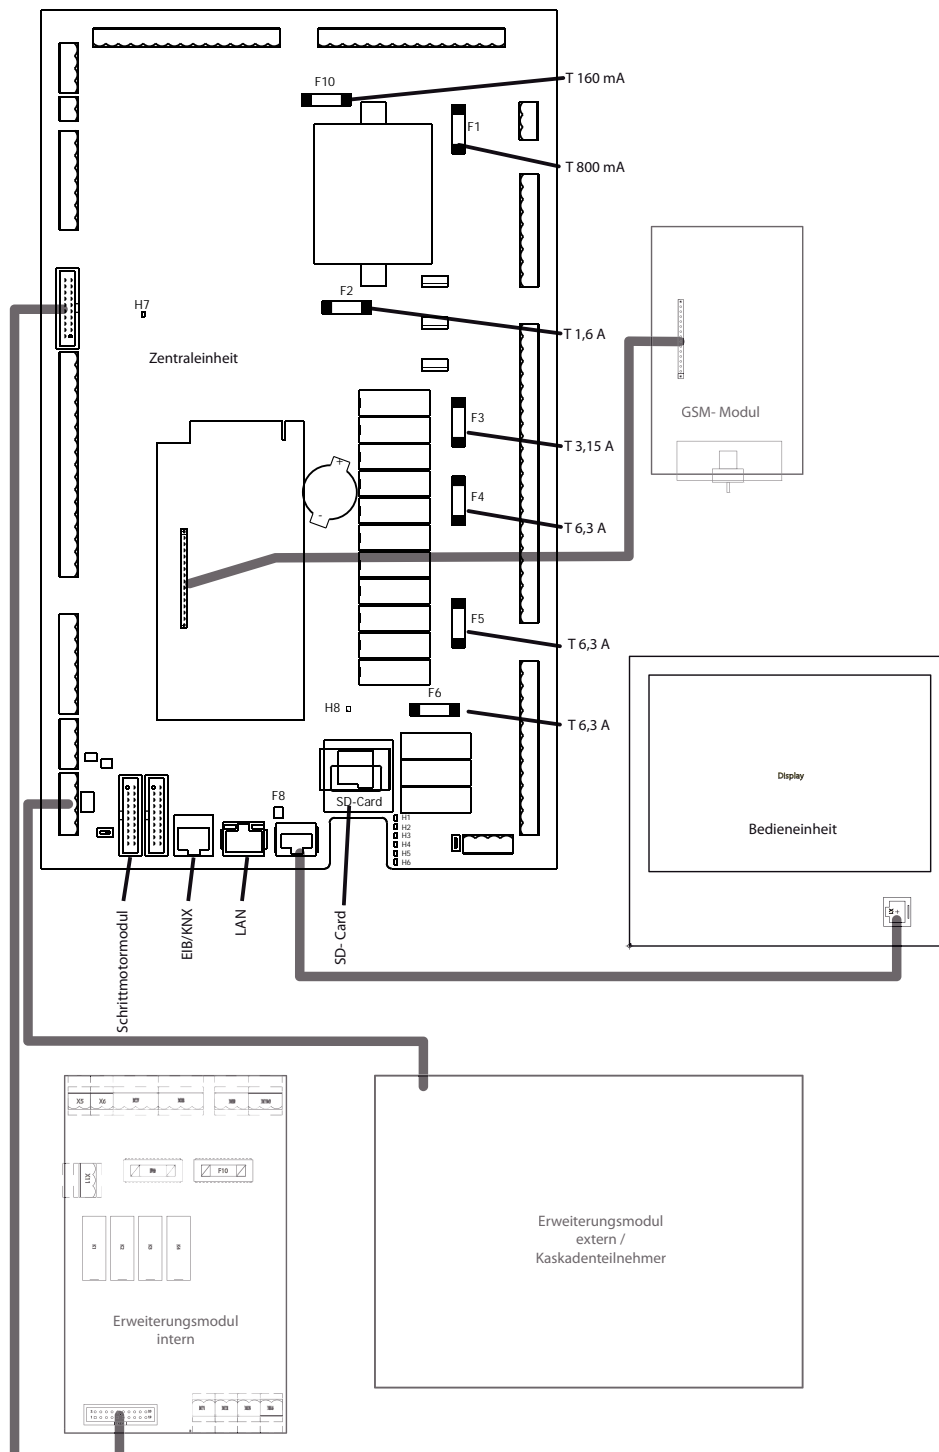 F10
T 160 mA
F1
T 800 mA
F2
H7
T 1,6 A
Zentraleinheit
F3
GSM- Modul
T 3,15 A
+
F4
-
T 6,3 A
F5
T 6,3 A
F6
H8
T 6,3 A
Display
SD-Card
F8
Bedieneinheit
H1
H2
H3
H4
H5
H6
X1
Schrittmotormodul
EIB/KNX
LAN
SD- Card
X5
X6
X11
F10
Erweiterungsmodul
extern /
Kaskadenteilnehmer
Erweiterungsmodul
intern